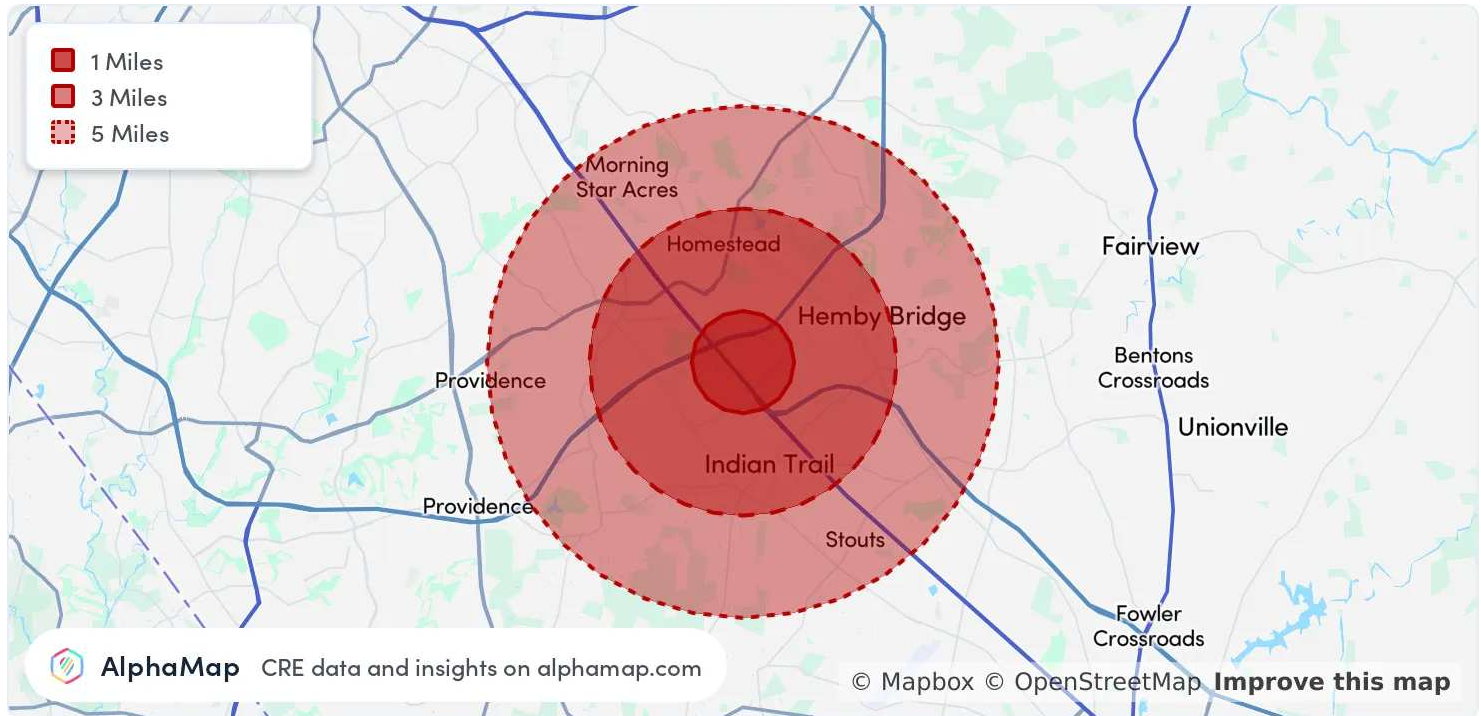 1 Miles
3 Miles
5 Miles
Morning
Star Acres
Homestead
Fairview
Hemby Bridge
Bentons
Crossroads
Providence
Unionville
Indian Trail
Providence
Stouts
Fowler
Crossroads
AlphaMap CRE data and insights on alphamap.com
© Mapbox © OpenStreetMap Improve this map